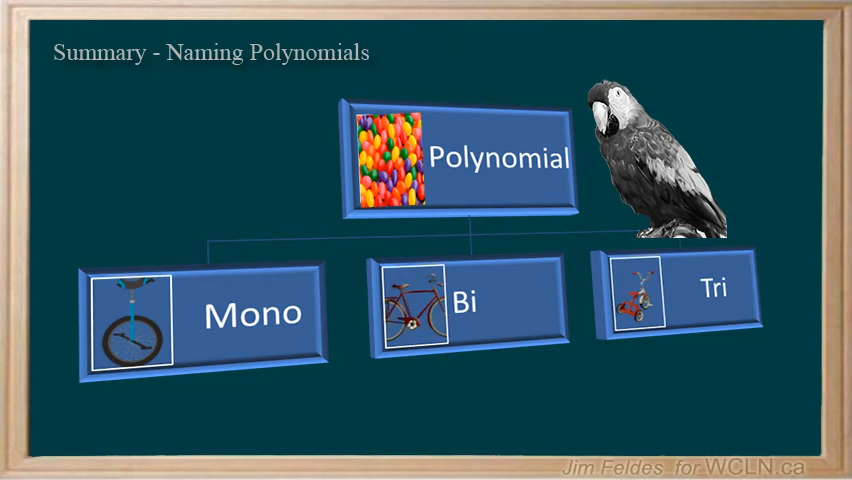 Summary - Naming Polynomials
Polynomial
Mono
Bi
Tri
Jim Feldes for WCLN.ca